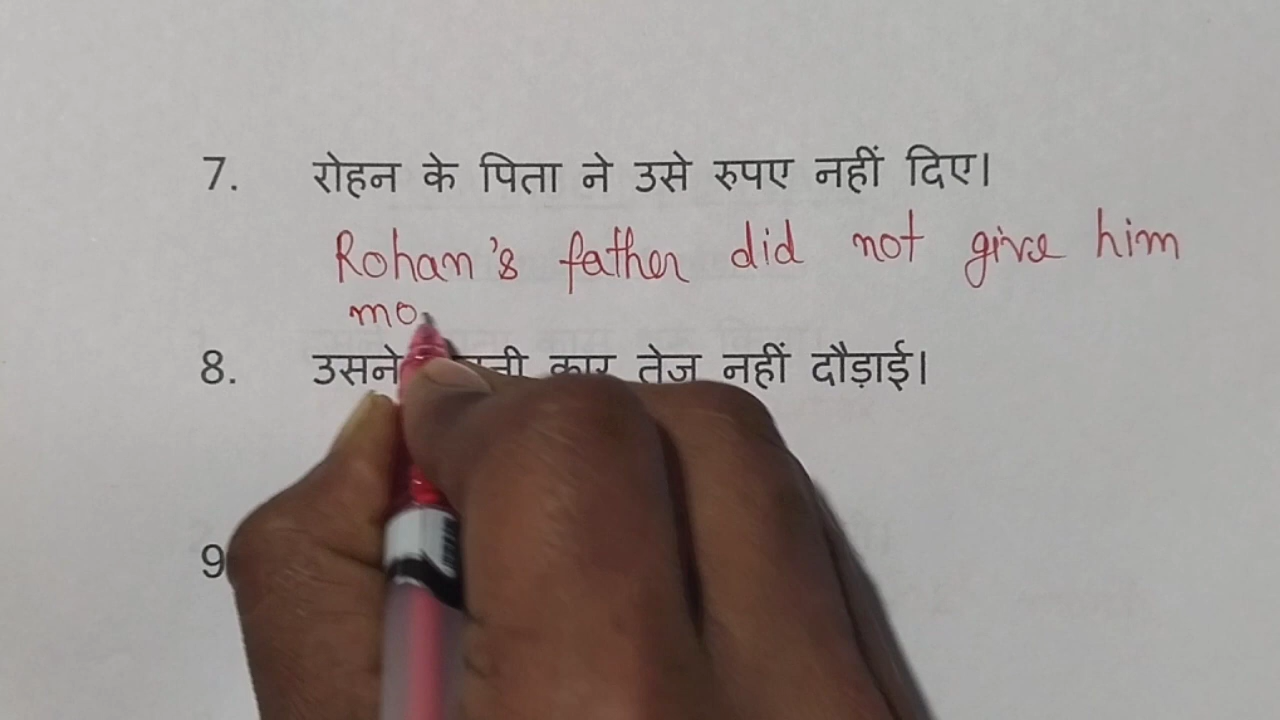 7. रोहन के पिता ने उसे रुपए नहीं दिए।
Rohan's father did not give him
mo
8. उसने कार तेज नहीं दौड़ाई।
9